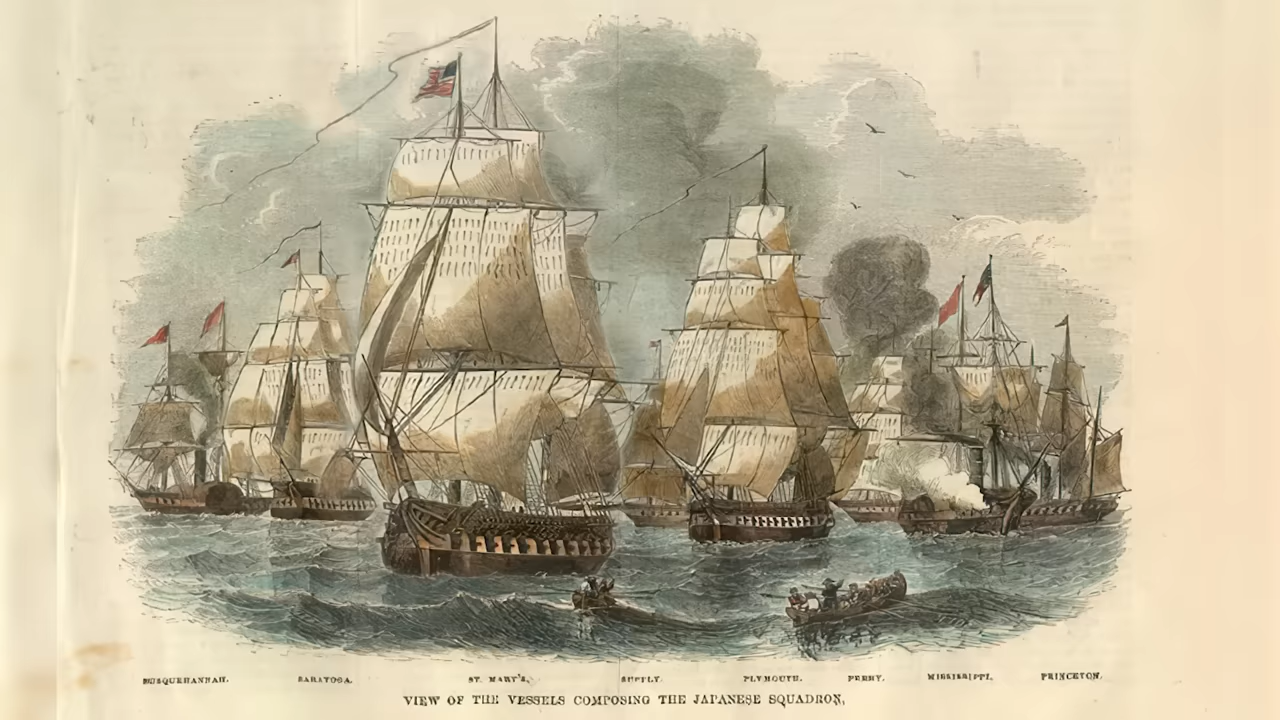 SUSQUEHANNAH. SARATOGA. ST. MARY'S, SUPPLY. PLYMOUTH. PERRY. MISSISSIPPI. PRINCETON.
VIEW OF THE VESSELS COMPOSING THE JAPANESE SQUADRON,